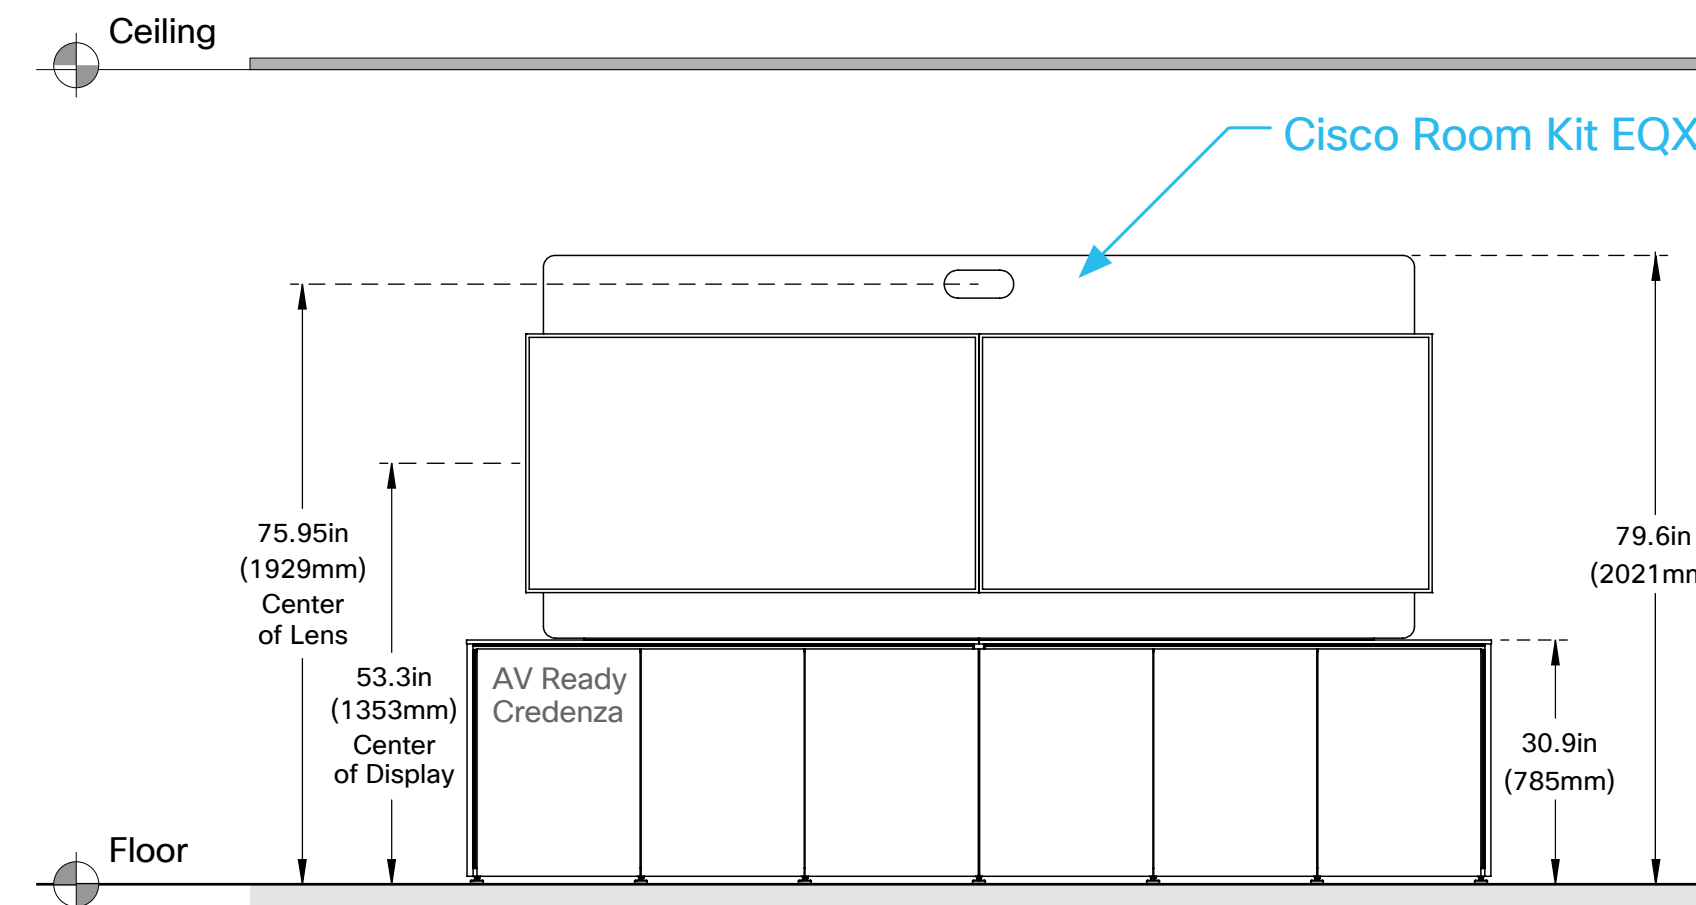 Ceiling
Cisco Room Kit EQX
75.95in
(1929mm)
Center
of Lens
53.3in
(1353mm)
Center
of Display
AV Ready
Credenza
79.6in
(2021mm
30.9in
(785mm)
Floor